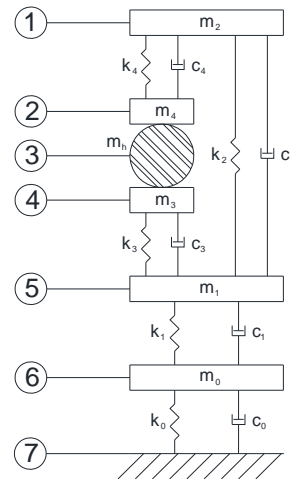 1 m₂
k₄ c₄
2 m₄
3 mₕ k₂ c
4 m₃
k₃ c₃
5 m₁
k₁ c₁
6 m₀
k₀ c₀
7